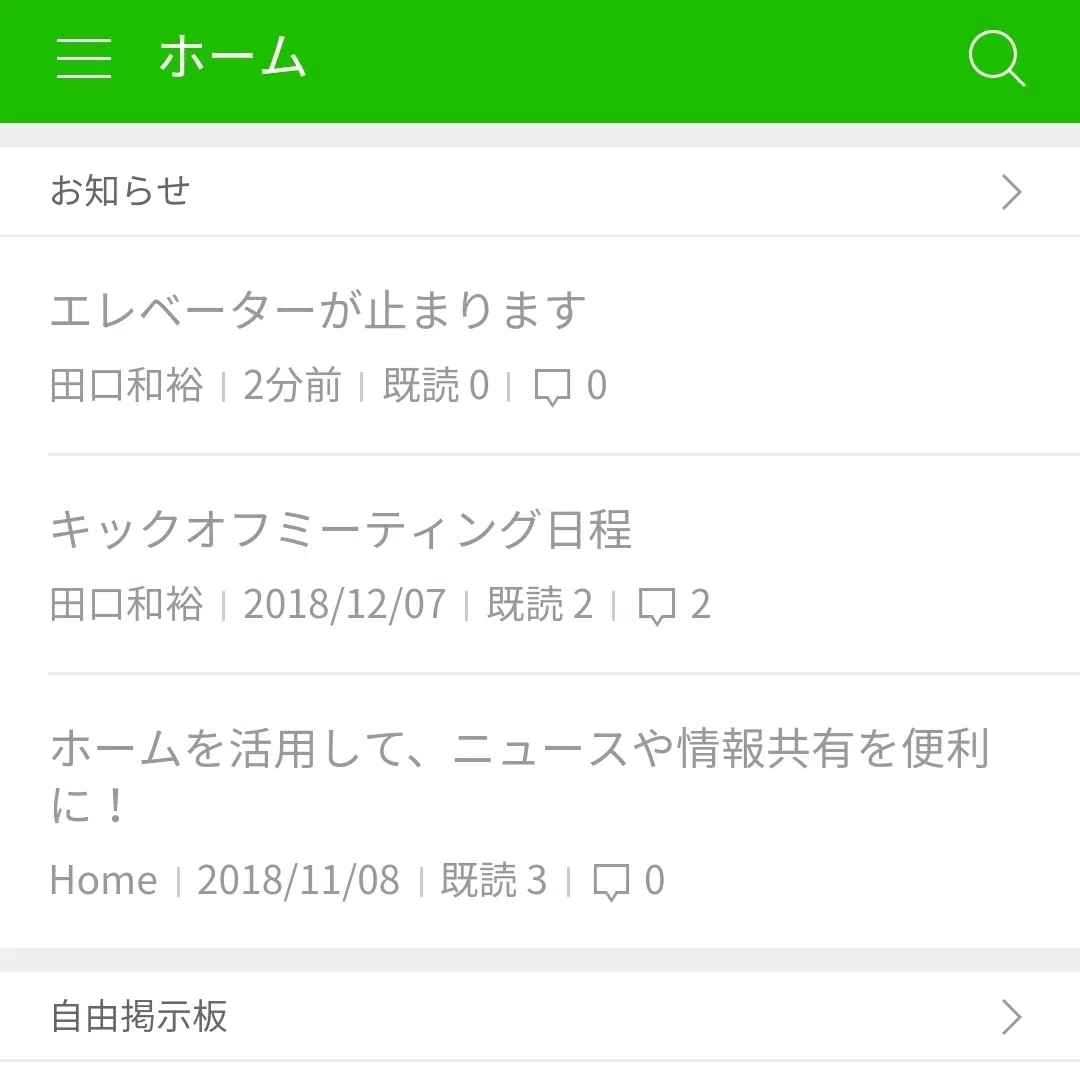 ホーム
お知らせ
エレベーターが止まります
田口和裕 | 2分前 | 既読 0 | 0
キックオフミーティング日程
田口和裕 | 2018/12/07 | 既読 2 | 2
ホームを活用して、ニュースや情報共有を便利
に！
Home | 2018/11/08 | 既読 3 | 0
自由掲示板